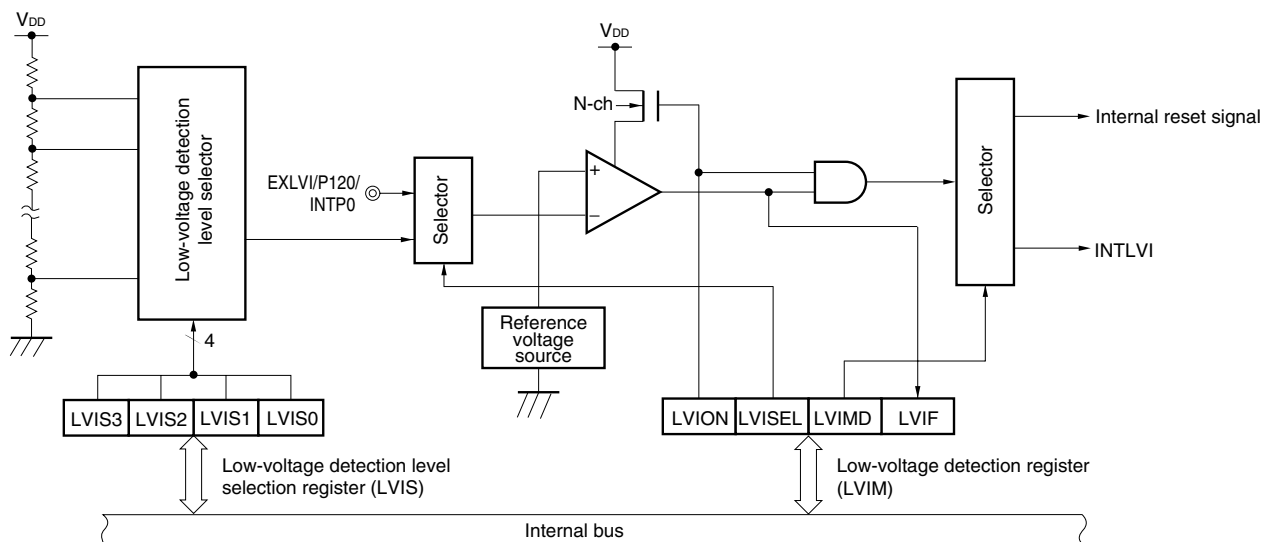 VDD
Low-voltage detection
level selector
4
LVIS3 LVIS2 LVIS1 LVIS0
Low-voltage detection level
selection register (LVIS)
EXLVI/P120/
INTP0
Selector
VDD
N-ch
+
−
Reference
voltage
source
Selector
Internal reset signal
INTLVI
LVION LVISEL LVIMD LVIF
Low-voltage detection register
(LVIM)
Internal bus